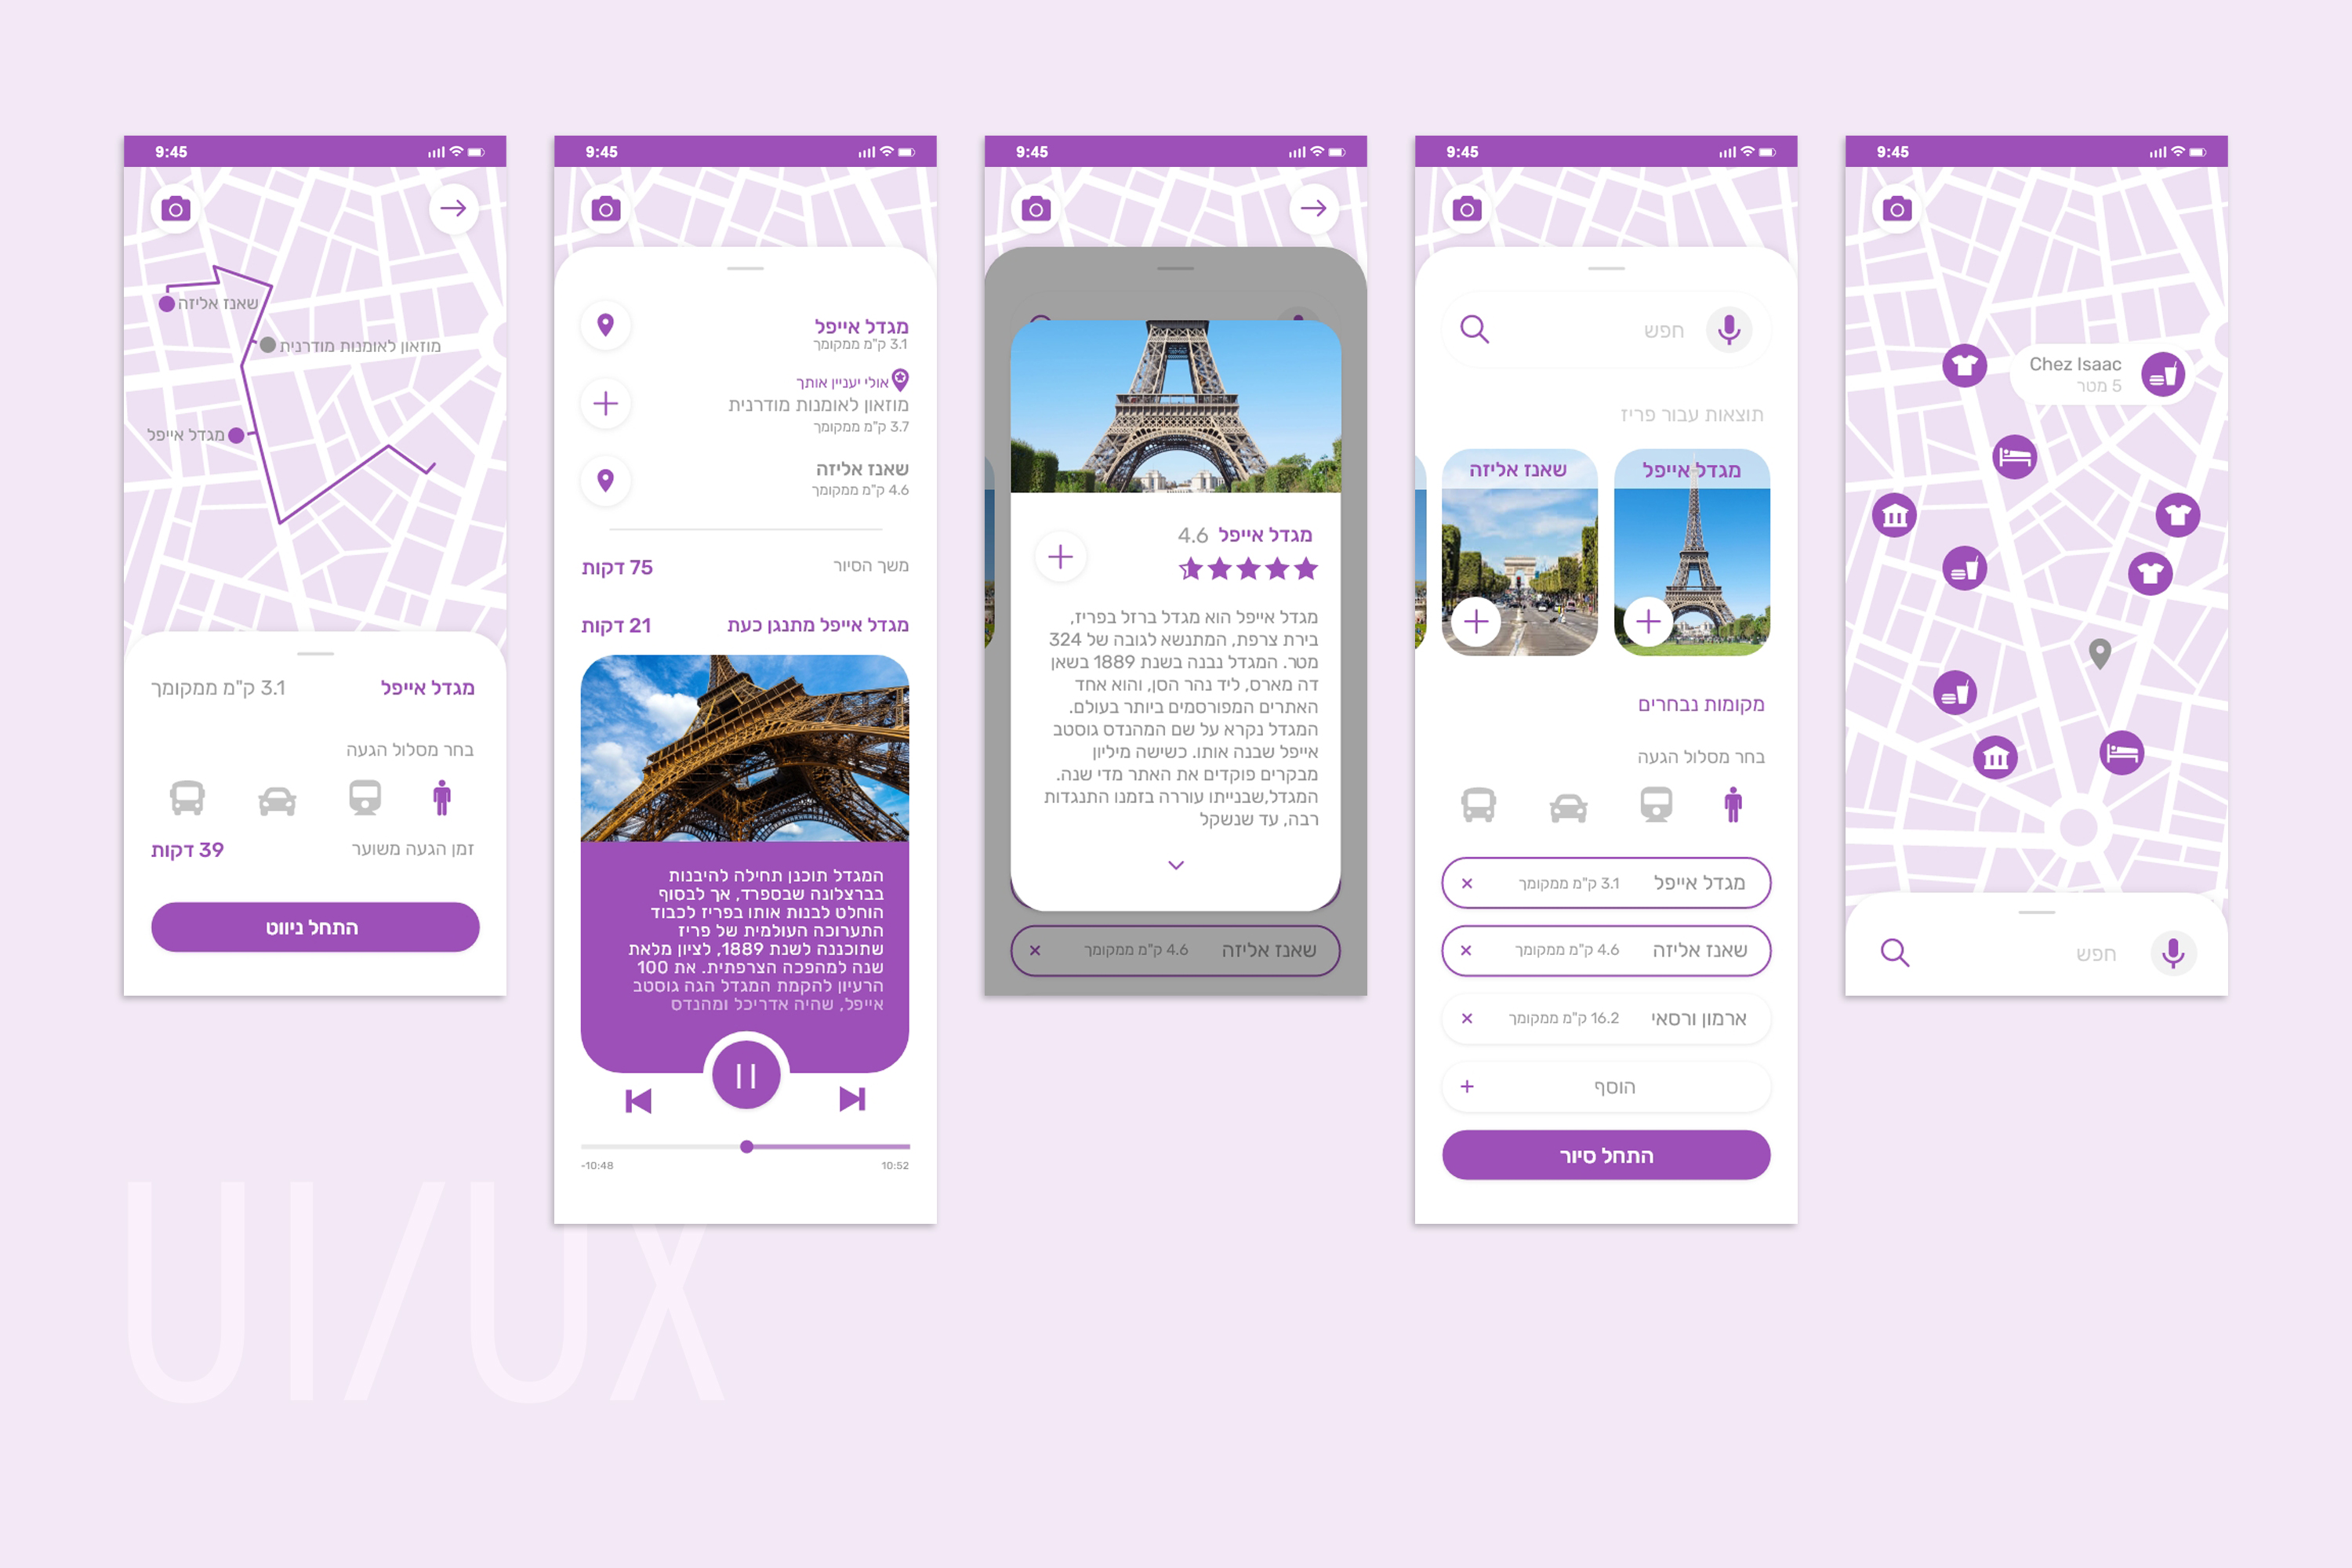 9:45
Chez Isaac
5 מטר
חפש
9:45
חפש
תוצאות עבור פריז
מגדל אייפל
שאנז אליזה
מקומות נבחרים
בחר מסלול הגעה
מגדל אייפל 3.1 ק"מ ממקומך
שאנז אליזה 4.6 ק"מ ממקומך
ארמון ורסאי 16.2 ק"מ ממקומך
הוסף
התחל סיור
9:45
מגדל אייפל 4.6
מגדל אייפל הוא מגדל ברזל בפריז,
בירת צרפת, המתנשא לגובה של 324
מטר. המגדל נבנה בשנת 1889 בשאן
דה מארס, ליד נהר הסן, והוא אחד
האתרים המפורסמים ביותר בעולם.
המגדל נקרא על שם המהנדס גוסטב
אייפל שבנה אותו. כשישה מיליון
מבקרים פוקדים את האתר מדי שנה.
המגדל,שבנייתו עוררה בזמנו התנגדות
רבה, עד שנשקל
שאנז אליזה 4.6 ק"מ ממקומך
9:45
מגדל אייפל
3.1 ק"מ ממקומך
אולי יעניין אותך
מוזאון לאומנות מודרנית
3.7 ק"מ ממקומך
שאנז אליזה
4.6 ק"מ ממקומך
משך הסיור 75 דקות
מגדל אייפל מתנגן כעת 21 דקות
המגדל תוכנן תחילה להיבנות
בברצלונה שבספרד, אך לבסוף
הוחלט לבנות אותו בפריז לכבוד
התערוכה העולמית של פריז
שתוכננה לשנת 1889, לציון מלאת
100 שנה למהפכה הצרפתית. את
הרעיון להקמת המגדל הגה גוסטב
אייפל, שהיה אדריכל ומהנדס
10:52 -10:48
9:45
שאנז אליזה
מוזאון לאומנות מודרנית
מגדל אייפל
מגדל אייפל 3.1 ק"מ ממקומך
בחר מסלול הגעה
זמן הגעה משוער 39 דקות
התחל ניווט
UI/UX